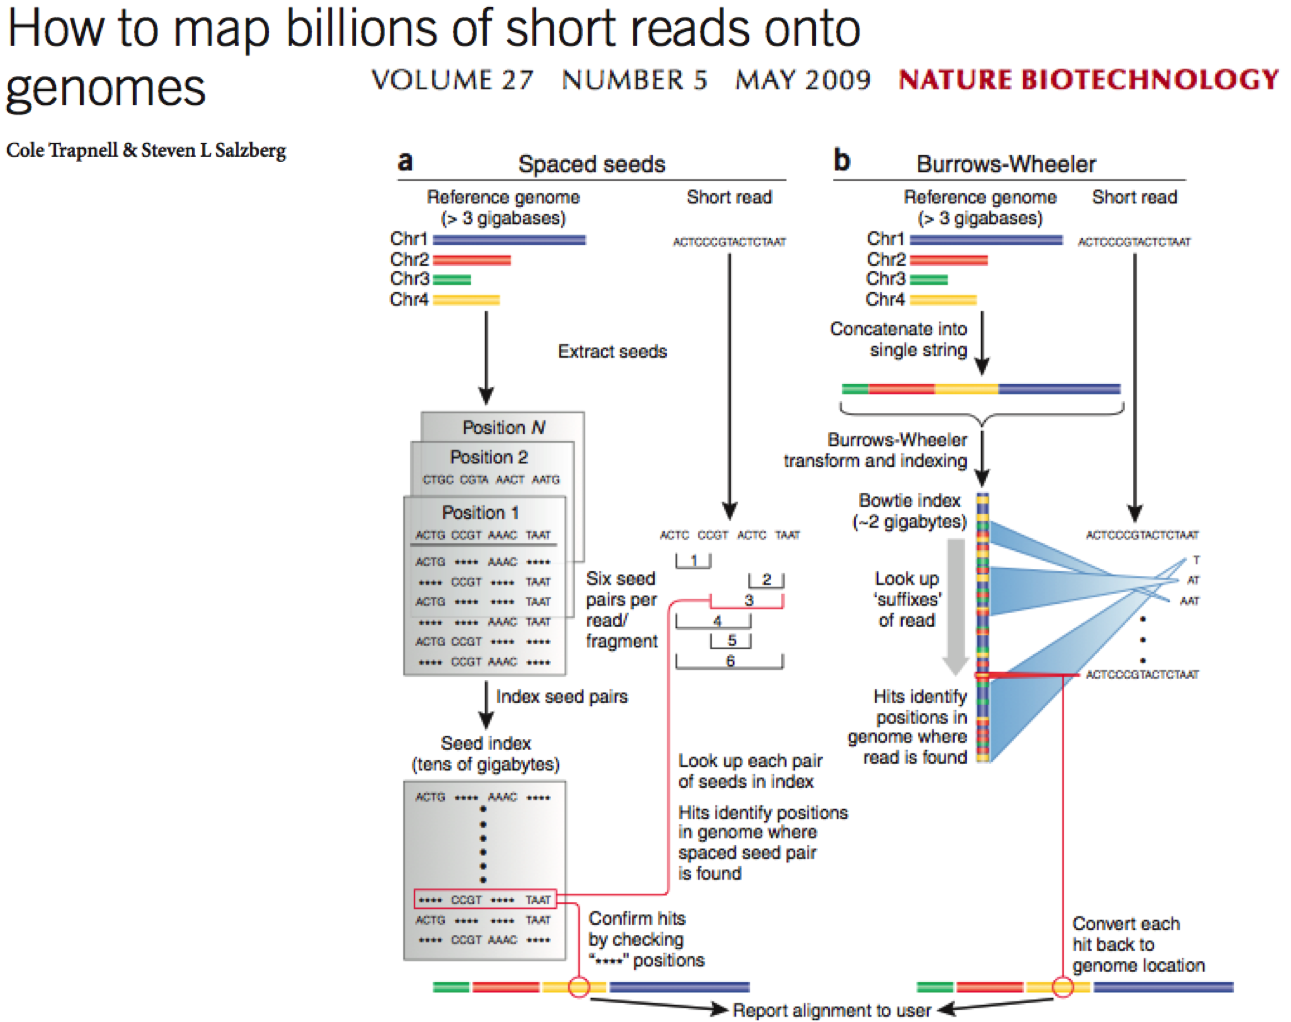 How to map billions of short reads onto
genomes
VOLUME 27 NUMBER 5 MAY 2009 NATURE BIOTECHNOLOGY
Cole Trapnell & Steven L Salzberg
a Spaced seeds
Reference genome
(> 3 gigabases)
Short read
Chr1
Chr2
Chr3
Chr4
ACTCCCGTACTCTAAT
Extract seeds
Position N
Position 2
CTGC CGTA AACT AATG
Position 1
ACTG CCGT AAAC TAAT
ACTG **** AAAC ****
**** CCGT **** TAAT
ACTG **** **** TAAT
**** **** AAAC TAAT
ACTG CCGT **** ****
**** CCGT AAAC ****
Six seed
pairs per
read/
fragment
ACTC CCGT ACTC TAAT
1
2
3
4
5
6
Index seed pairs
Seed index
(tens of gigabytes)
ACTG **** AAAC ****
**** CCGT **** TAAT
ACTG **** **** TAAT
**** CCGT AAAC ****
Look up each pair
of seeds in index
Hits identify positions
in genome where
spaced seed pair
is found
Confirm hits
by checking
"****" positions
b Burrows-Wheeler
Reference genome
(> 3 gigabases)
Short read
Chr1
Chr2
Chr3
Chr4
ACTCCCGTACTCTAAT
Concatenate into
single string
Burrows-Wheeler
transform and indexing
Bowtie index
(~2 gigabytes)
ACTCCCGTACTCTAAT
T
AT
AAT
ACTCCCGTACTCTAAT
Look up
'suffixes'
of read
Hits identify
positions in
genome where
read is found
Convert each
hit back to
genome location
Report alignment to user